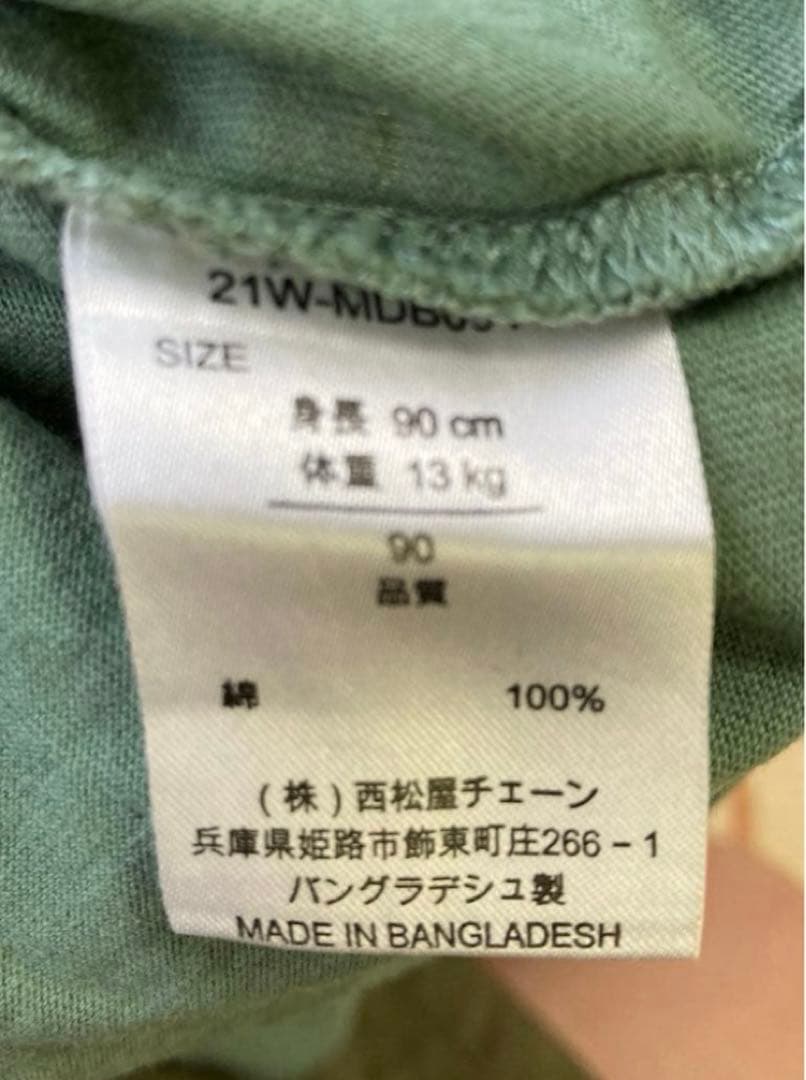 SIZE
身長 90 cm
体重 13 kg
90
品質
綿 100%
(株)西松屋チェーン
兵庫県姫路市飾東町庄266-1
バングラデシュ製
MADE IN BANGLADESH